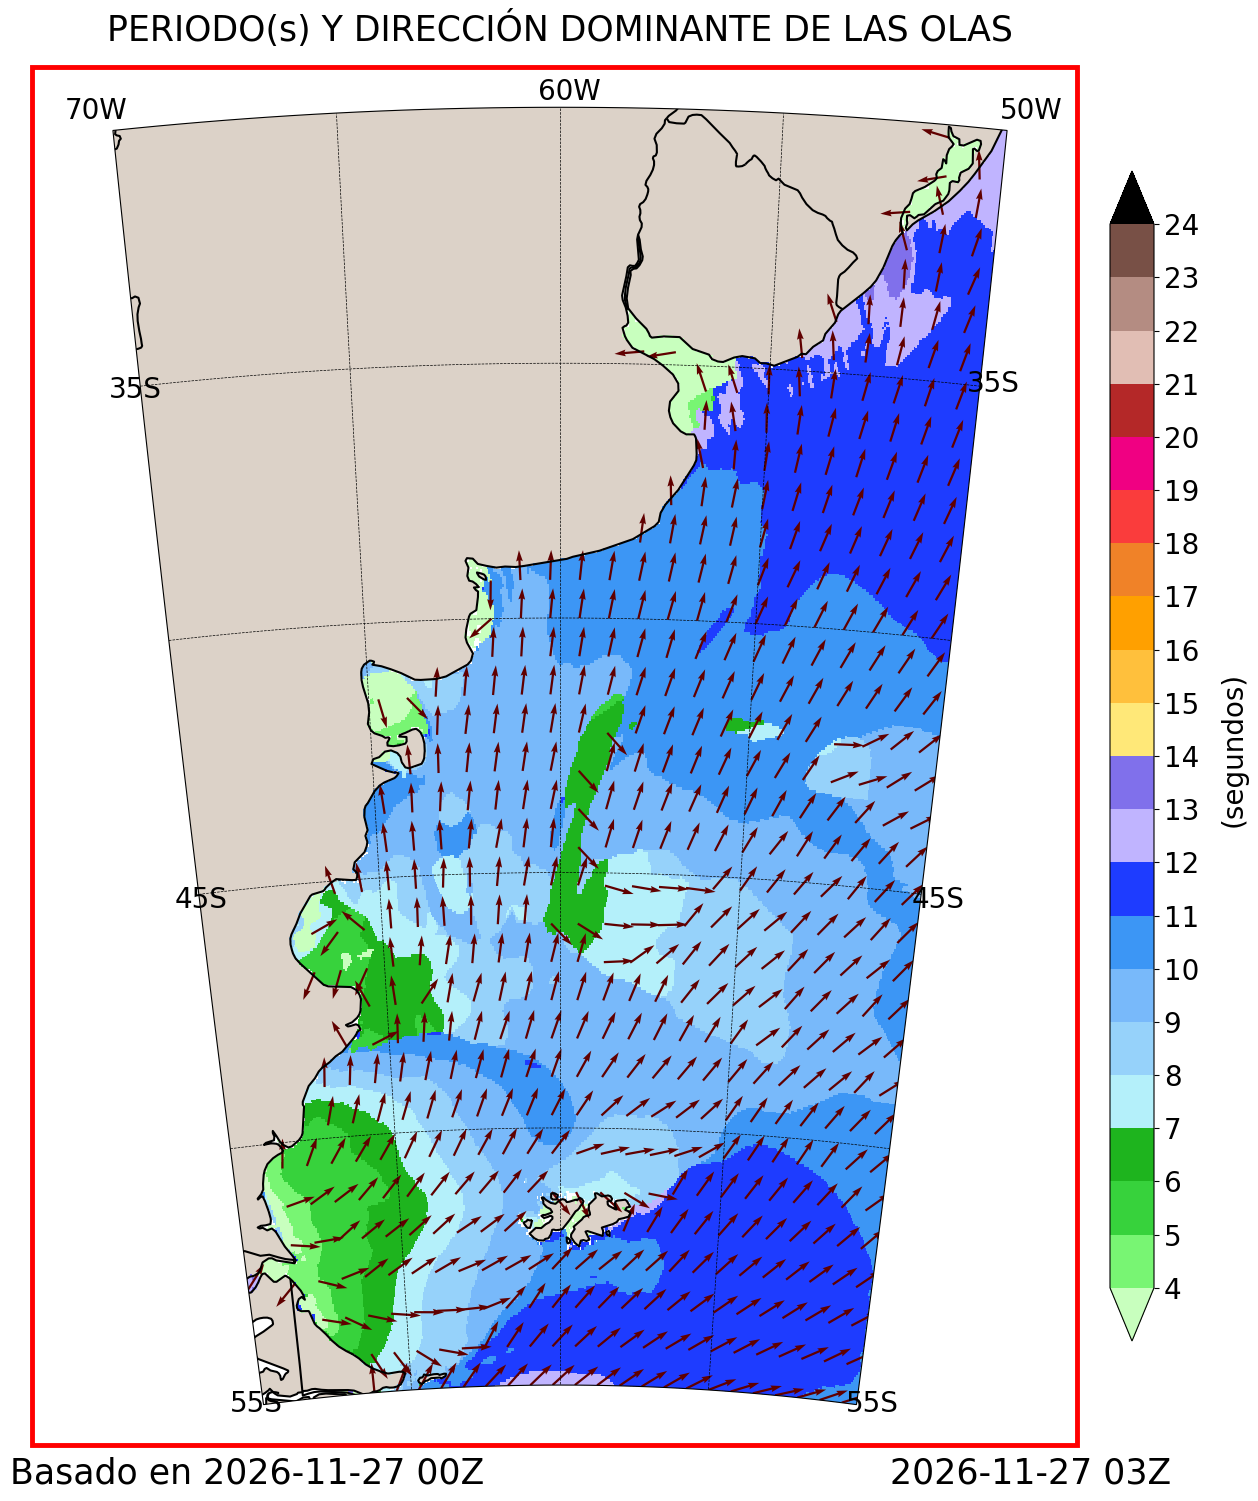 PERIODO(s) Y DIRECCIÓN DOMINANTE DE LAS OLAS
70W
60W
50W
35S
35S
45S
45S
55S
55S
24
23
22
21
20
19
18
17
16
15
14
13
12
11
10
9
8
7
6
5
4
(segundos)
Basado en 2026-11-27 00Z
2026-11-27 03Z